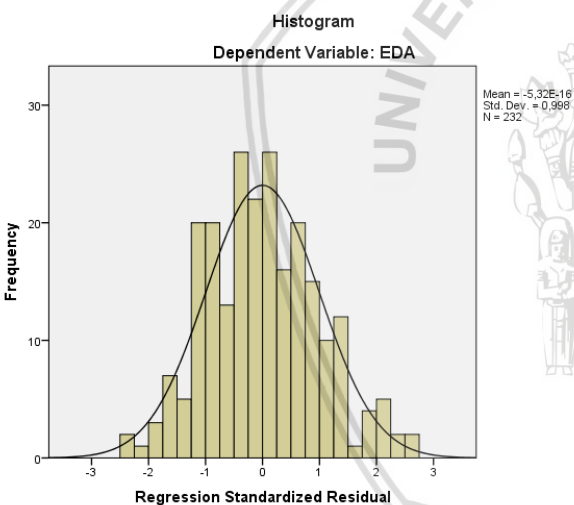 Histogram
Dependent Variable: EDA
Mean = -5,32E-16
Std. Dev. = 0,998
N = 232
Frequency
30
20
10
0
-3 -2 -1 0 1 2 3
Regression Standardized Residual